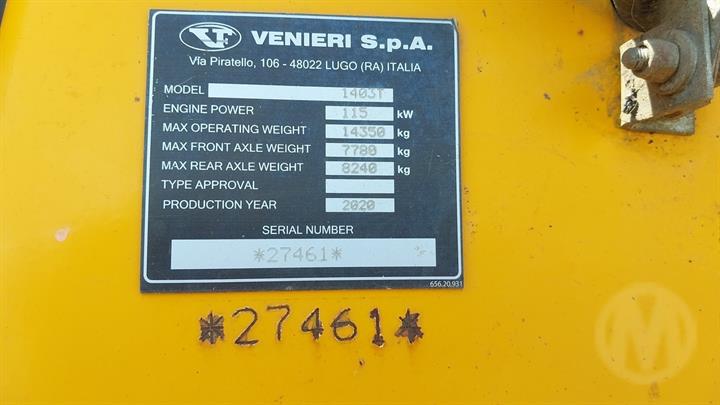 VENIERI S.p.A.
Via Piratello, 106 - 48022 LUGO (RA) ITALIA
MODEL 1403T
ENGINE POWER 115 kW
MAX OPERATING WEIGHT 14350 kg
MAX FRONT AXLE WEIGHT 7780 kg
MAX REAR AXLE WEIGHT 8240 kg
TYPE APPROVAL
PRODUCTION YEAR 2020
SERIAL NUMBER
*27461*
656.20.931
*27461*
M